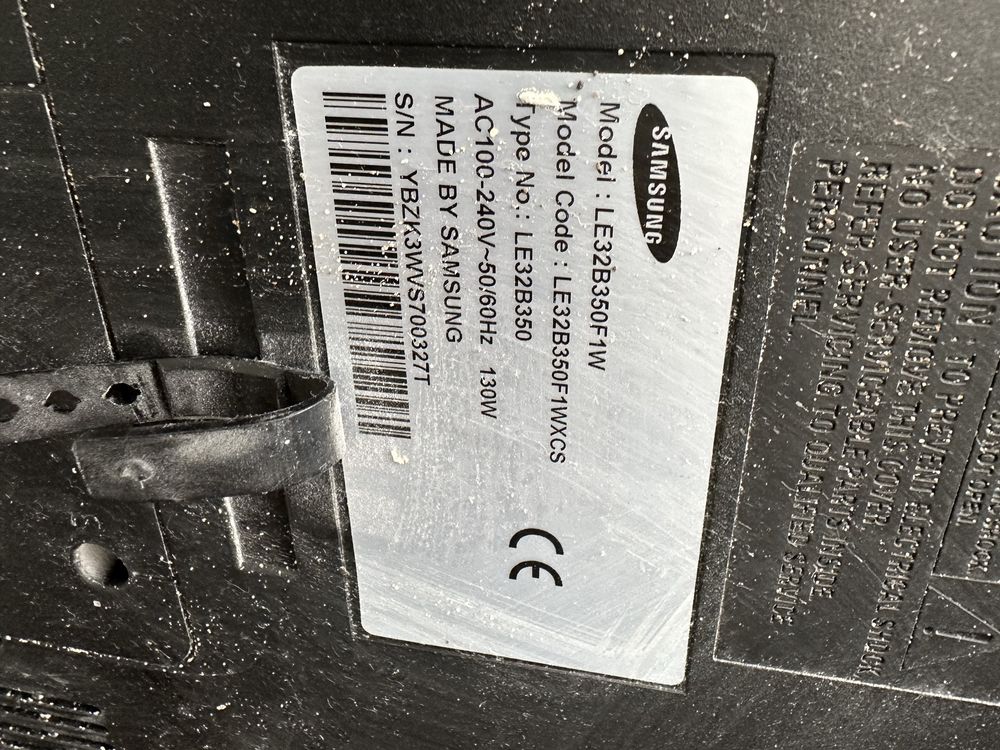 SAMSUNG
Model : LE32B350F1W
Model Code : LE32B350F1WXCS
Type No.: LE32B350
AC100-240V~50/60Hz 130W
MADE BY SAMSUNG
S/N : YBZK3WVS700327T
CE
: TO PREVENT ELECTRICAL SHOCK
DO NOT REMOVE THIS COVER
NO USER-SERVICEABLE PARTS INSIDE
REFER SERVICING TO QUALIFIED SERVICE
PERSONNEL
NOT OPEN